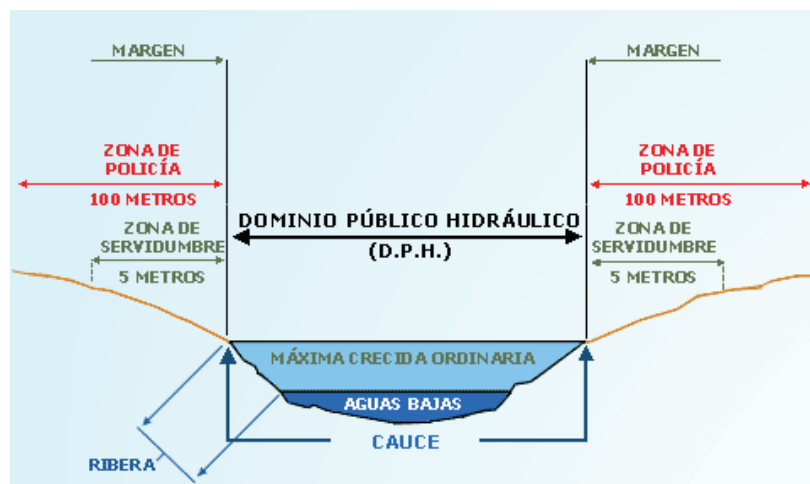 MARGEN
MARGEN
ZONA DE
POLICÍA
100 METROS
ZONA DE
POLICÍA
100 METROS
DOMINIO PÚBLICO HIDRÁULICO
(D.P.H.)
ZONA DE
SERVIDUMBRE
5 METROS
ZONA DE
SERVIDUMBRE
5 METROS
MÁXIMA CRECIDA ORDINARIA
AGUAS BAJAS
CAUCE
RIBERA